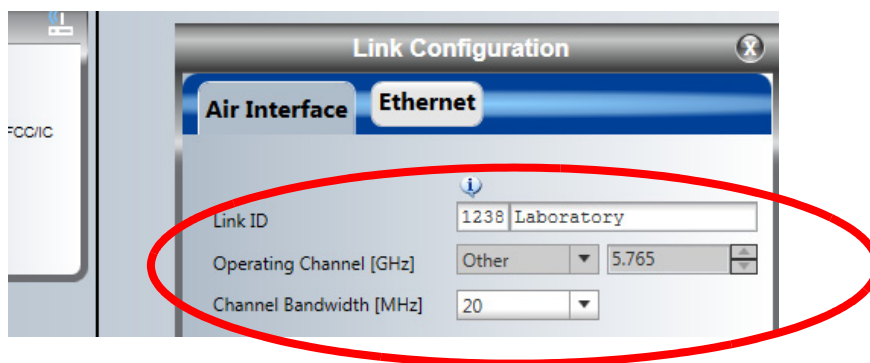 Link Configuration
Air Interface Ethernet
FCC/IC
Link ID 1238 Laboratory
Operating Channel [GHz] Other 5.765
Channel Bandwidth [MHz] 20